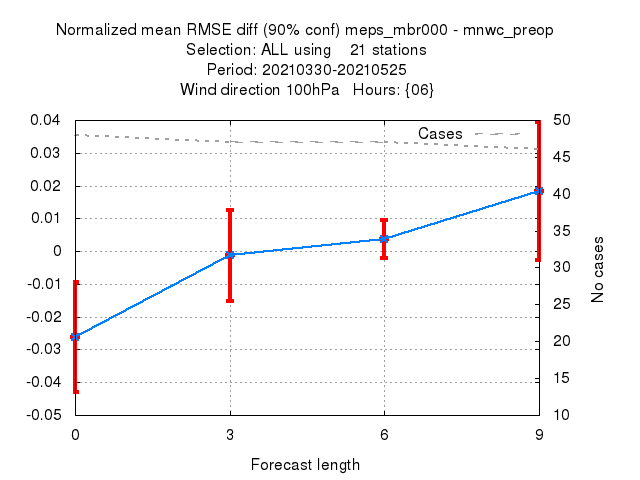 Normalized mean RMSE diff (90% conf) meps_mbr000 - mnwc_preop
Selection: ALL using    21 stations
Period: 20210330-20210525
Wind direction 100hPa   Hours: {06}
Cases
0.04
0.03
0.02
0.01
0
-0.01
-0.02
-0.03
-0.04
-0.05
50
45
40
35
30
25
20
15
10
No cases
0 3 6 9
Forecast length